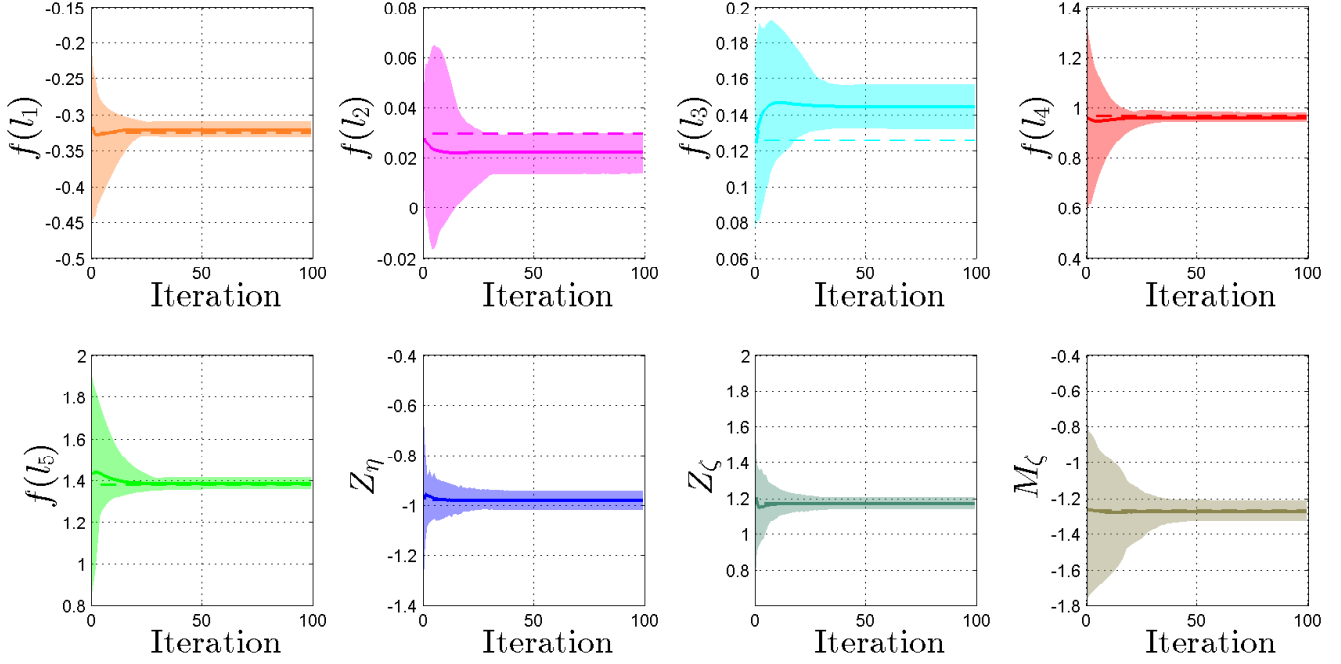 -0.15
-0.2
-0.25
-0.3
-0.35
-0.4
-0.45
-0.5
0 50 100
f(l₁)
Iteration
0.08
0.06
0.04
0.02
0
-0.02
0 50 100
f(l₂)
Iteration
0.2
0.18
0.16
0.14
0.12
0.1
0.08
0.06
0 50 100
f(l₃)
Iteration
1.4
1.2
1
0.8
0.6
0.4
0 50 100
f(l₄)
Iteration
2
1.8
1.6
1.4
1.2
1
0.8
0 50 100
f(l₅)
Iteration
-0.4
-0.6
-0.8
-1
-1.2
-1.4
0 50 100
Z_η
Iteration
2
1.8
1.6
1.4
1.2
1
0.8
0 50 100
Z_ζ
Iteration
-0.4
-0.6
-0.8
-1
-1.2
-1.4
-1.6
-1.8
0 50 100
M_ζ
Iteration